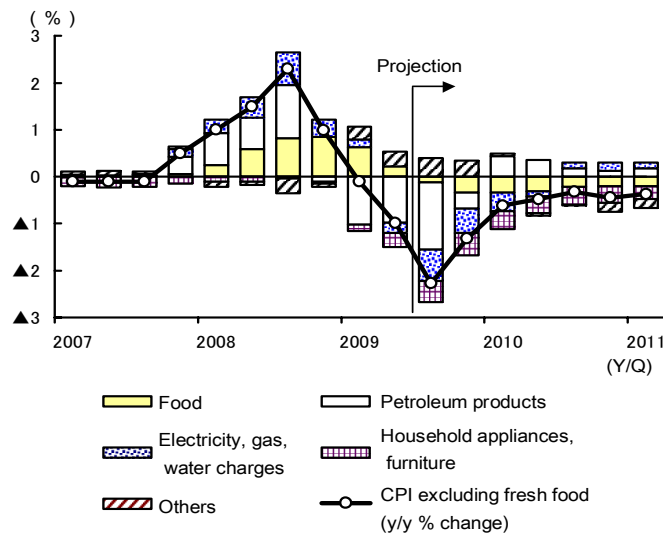 ( % )
3
2
1
0
▲1
▲2
▲3
Projection
2007 2008 2009 2010 2011
(Y/Q)
Food
Petroleum products
Electricity, gas,
water charges
Household appliances,
furniture
Others
CPI excluding fresh food
(y/y % change)